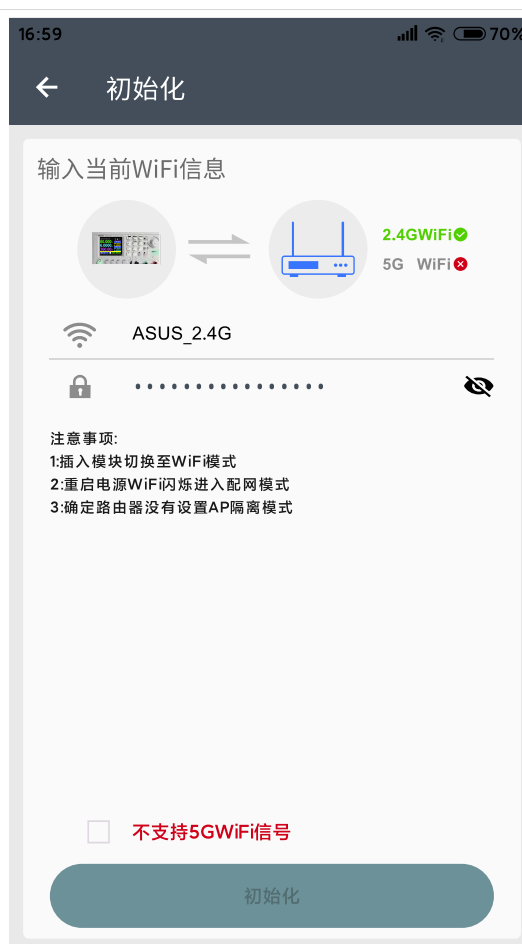 16:59
70%
初始化
输入当前WiFi信息
2.4GWiFi
5G WiFi
ASUS_2.4G
•••••••••••••••
注意事项:
1:插入模块切换至WiFi模式
2:重启电源WiFi闪烁进入配网模式
3:确定路由器没有设置AP隔离模式
不支持5GWiFi信号
初始化